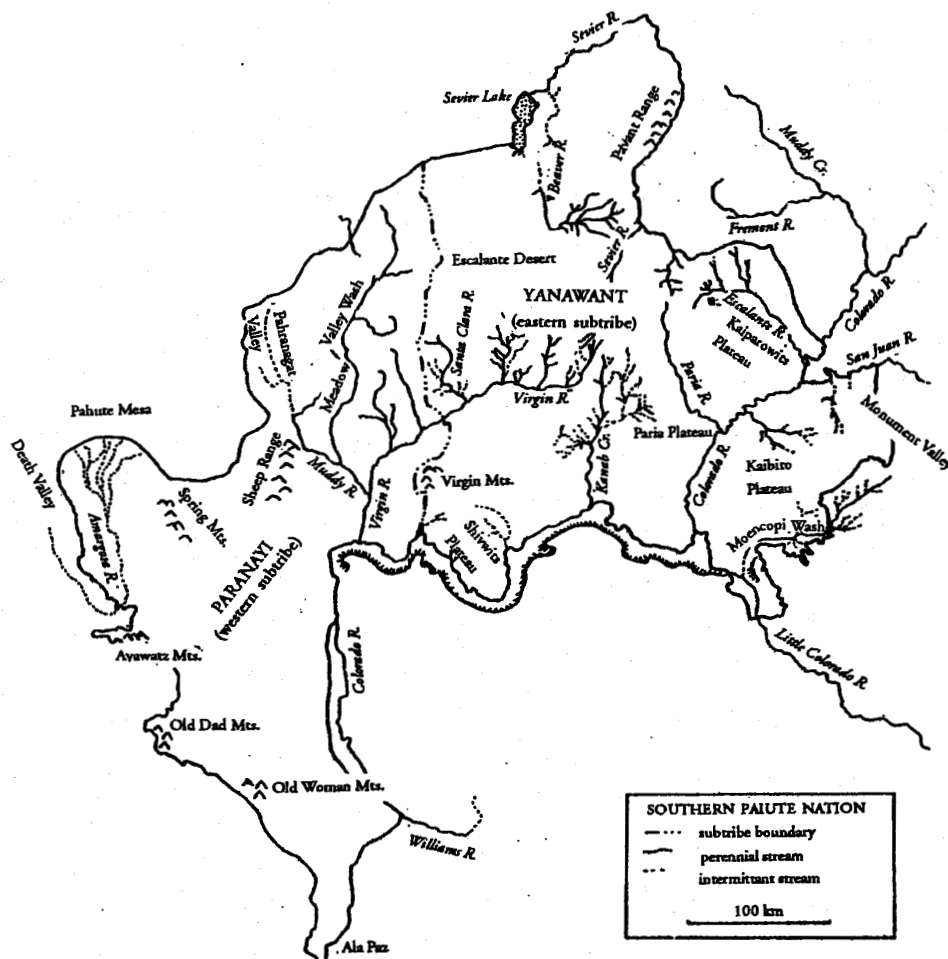 Sevier R.
Sevier Lake
Pavant Range
Beaver R.
Muddy Cr.
Fremont R.
Sevier R.
Escalante Desert
YANAWANT
(eastern subtribe)
Colorado R.
Escalante R.
Kaiparowits
Plateau
San Juan R.
Valley Wash
Meadow
Pahranagat
Valley
Santa Clara R.
Virgin R.
Paria R.
Monument Valley
Pahute Mesa
Death Valley
Amargosa R.
Spring Mts.
Sheep Range
Muddy R.
Virgin R.
Virgin Mts.
Kanab Cr.
Paria Plateau
Colorado R.
Kaibito
Plateau
Moencopi Wash
Shivwits
Plateau
PARANAYI
(western subtribe)
Ayawatz Mts.
Colorado R.
Little Colorado R.
Old Dad Mts.
Old Woman Mts.
Williams R.
Ala Paz
SOUTHERN PAIUTE NATION
subtribe boundary
perennial stream
intermittant stream
100 km